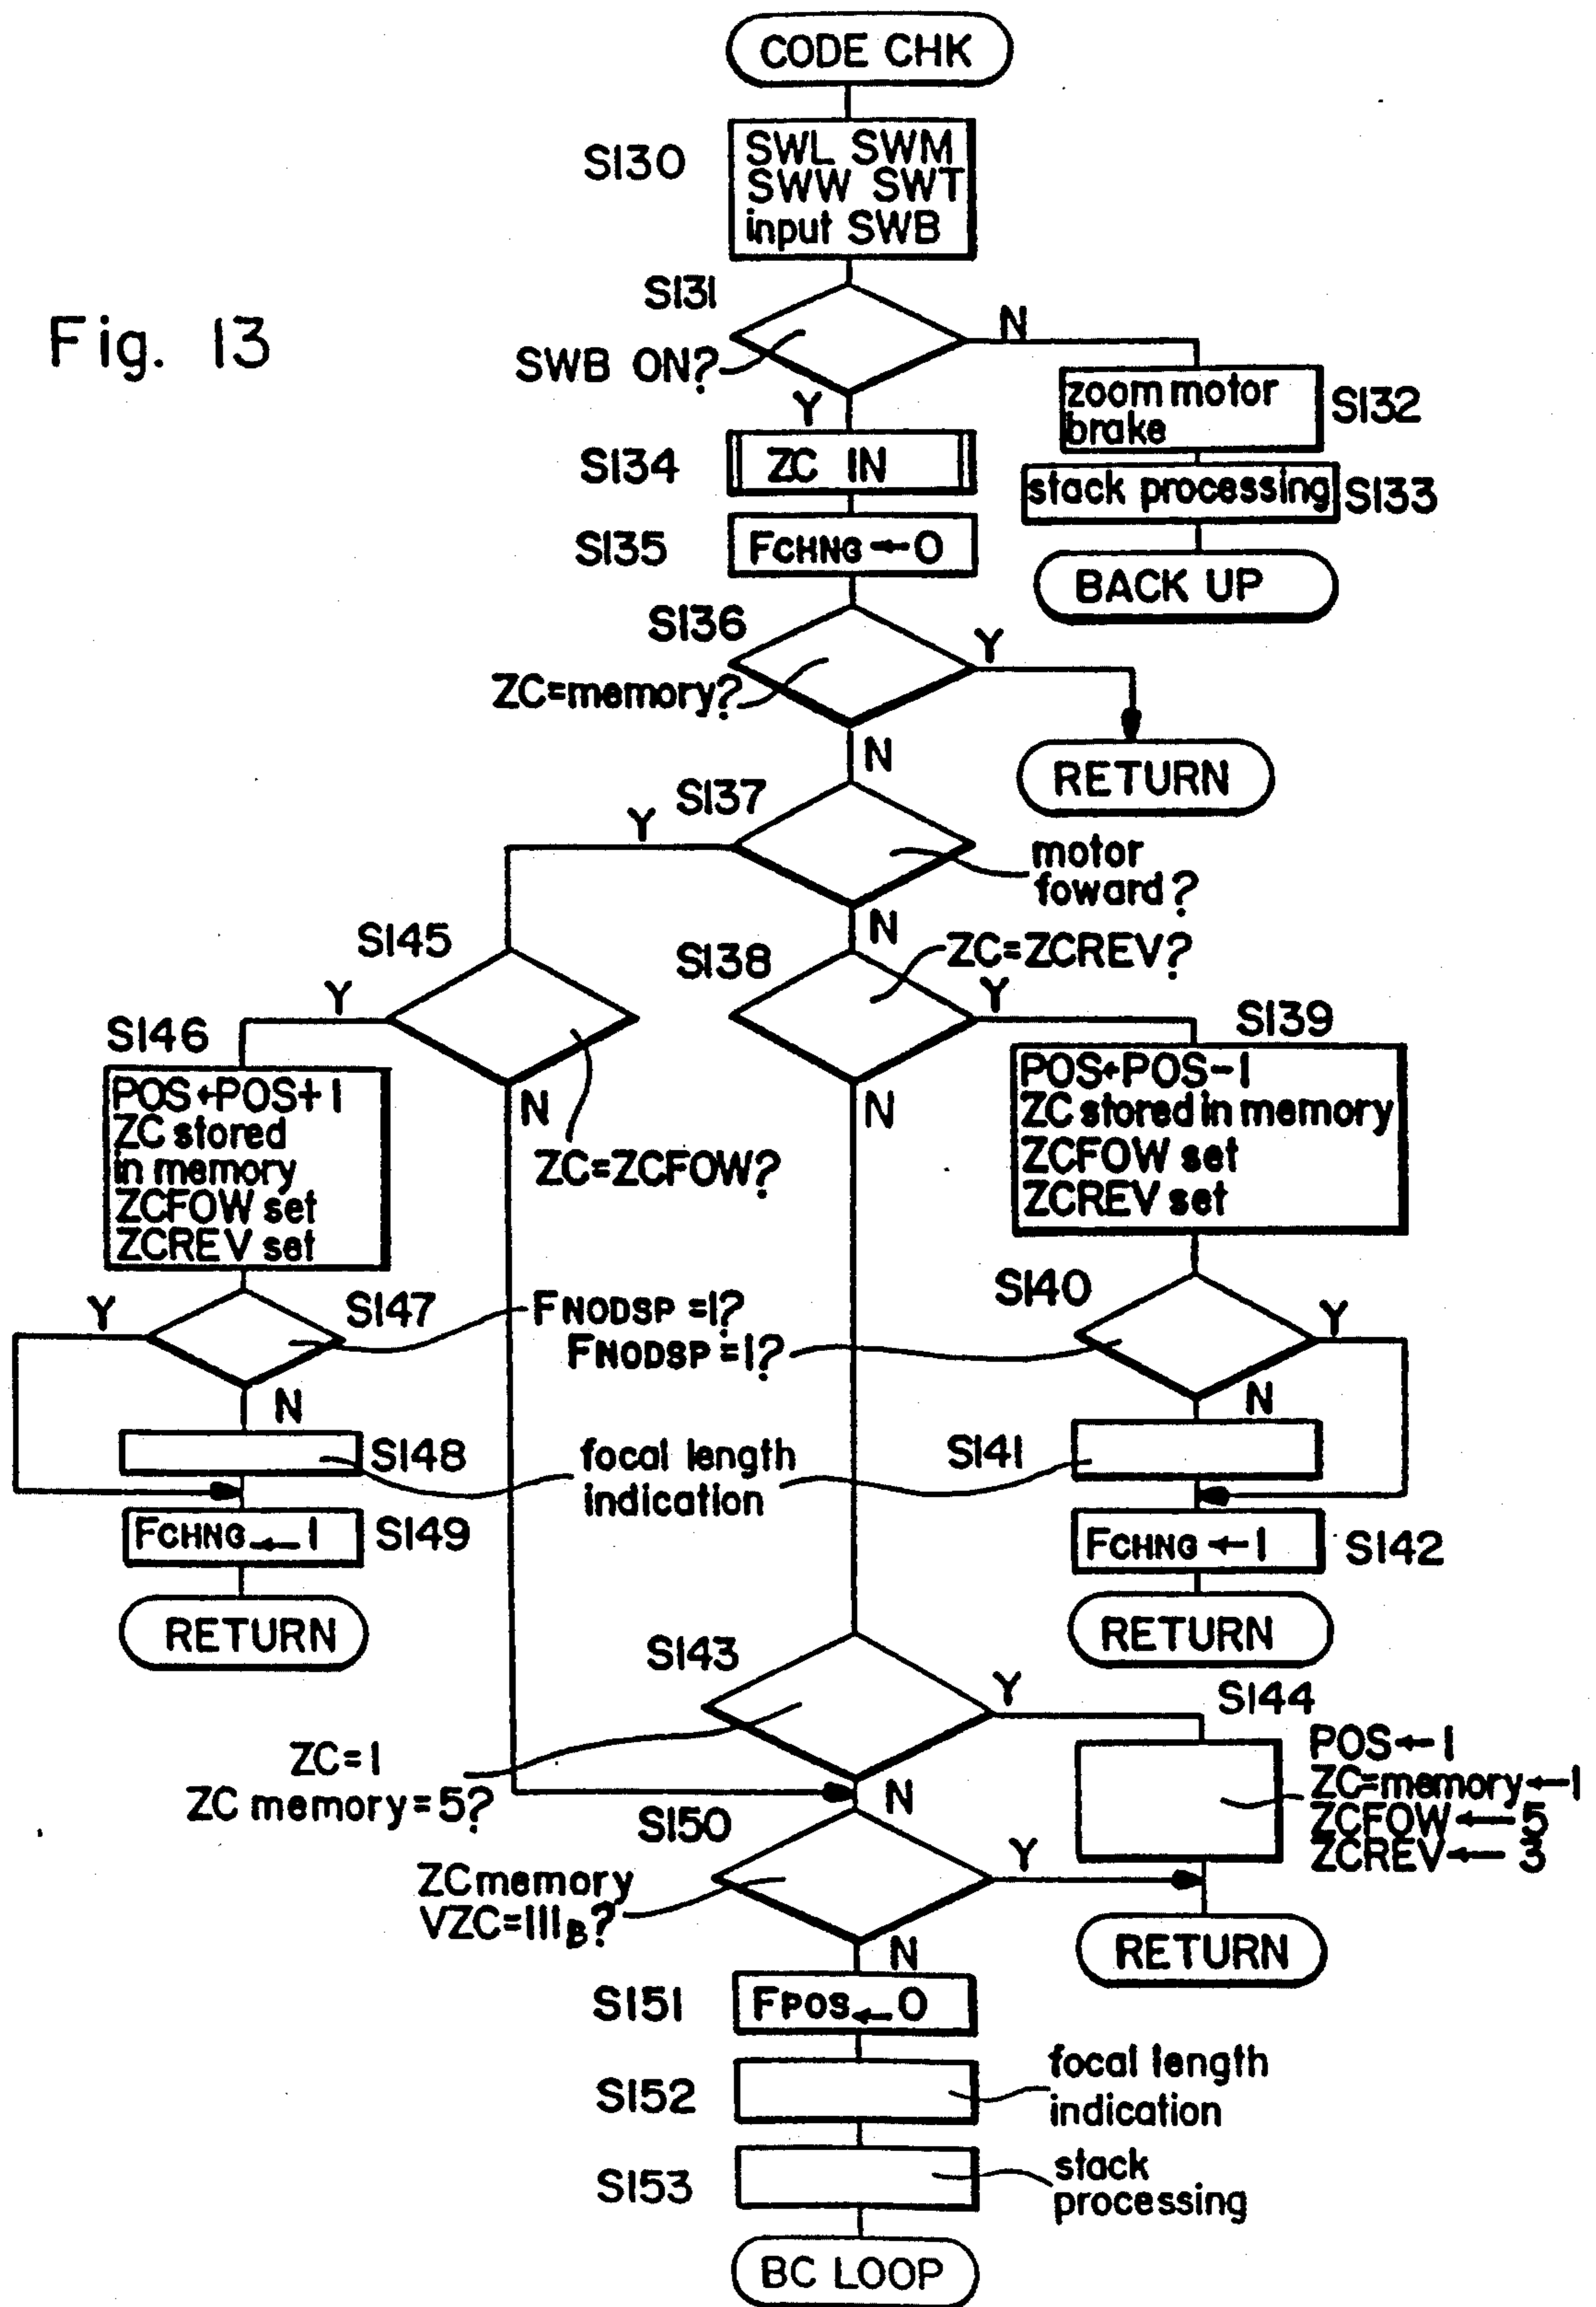 CODE CHK
S130
SWL SWM
SWW SWT
input SWB
Fig. 13
S131
SWB ON?
N
Y
zoom motor
brake
S132
S134
ZC IN
stack processing
S133
S135
FCHNG ← 0
BACK UP
S136
ZC=memory?
Y
N
RETURN
S137
Y
motor
foward?
N
S145
S138
ZC=ZCREV?
Y
Y
S146
S139
POS←POS+1
ZC stored
in memory
ZCFOW set
ZCREV set
N
ZC=ZCFOW?
N
POS←POS-1
ZC stored in memory
ZCFOW set
ZCREV set
Y
S147
FNODSP =1?
FNODSP =1?
S140
Y
N
N
S148
focal length
indication
S141
FCHNG ← 1
S149
FCHNG ← 1
S142
RETURN
RETURN
S143
Y
S144
ZC=1
ZC memory=5?
N
POS←1
ZC=memory←1
ZCFOW←5
ZCREV←3
S150
Y
ZC memory
VZC=111B?
N
RETURN
S151
FPOS ← 0
S152
focal length
indication
S153
stack
processing
BC LOOP